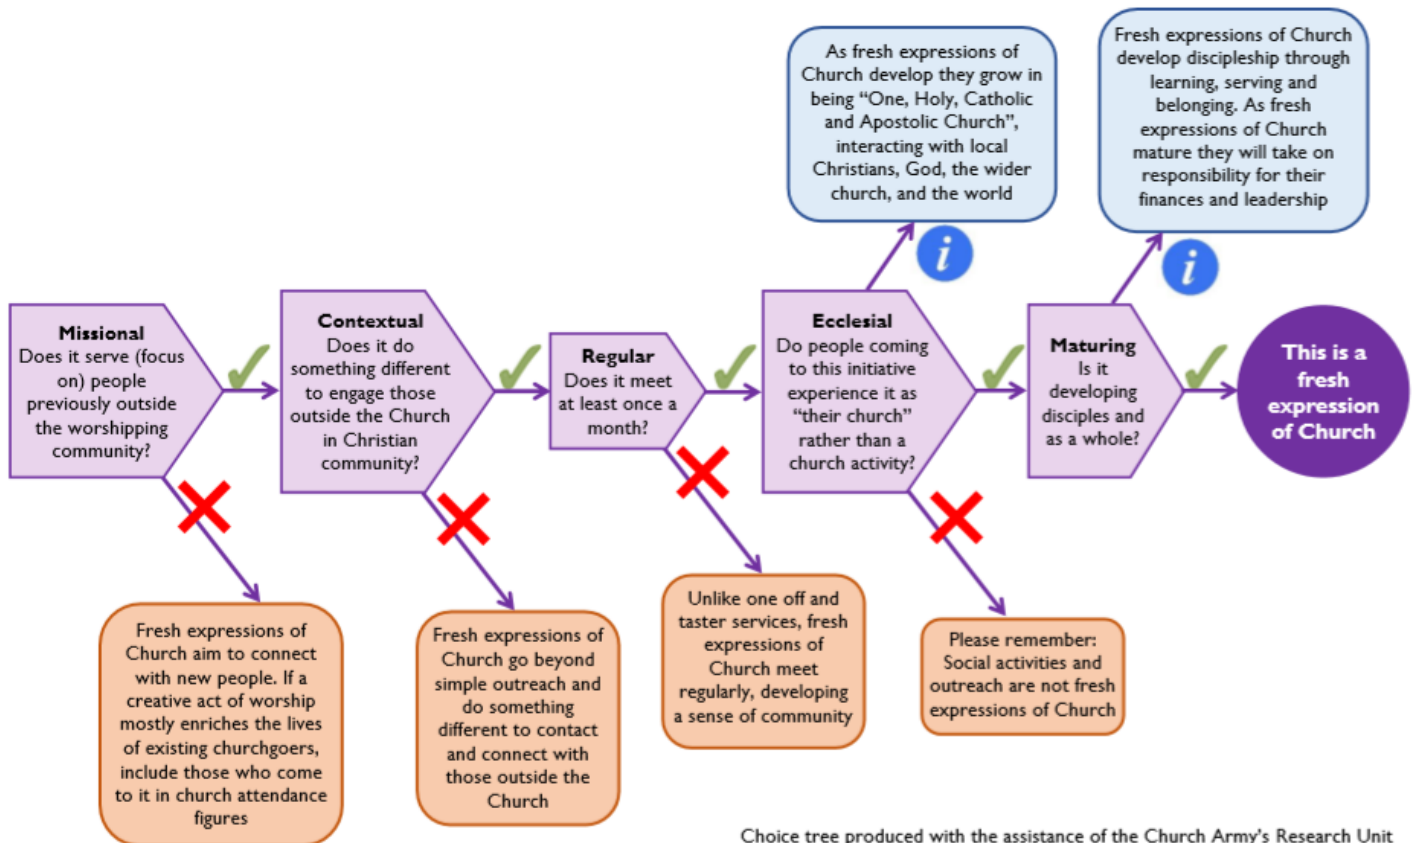 As fresh expressions of
Church develop they grow in
being “One, Holy, Catholic
and Apostolic Church”,
interacting with local
Christians, God, the wider
church, and the world
Fresh expressions of Church
develop discipleship through
learning, serving and
belonging. As fresh
expressions of Church
mature they will take on
responsibility for their
finances and leadership
i
i
Missional
Does it serve (focus
on) people
previously outside
the worshipping
community?
Contextual
Does it do
something different
to engage those
outside the Church
in Christian
community?
Regular
Does it meet
at least once a
month?
Ecclesial
Do people coming
to this initiative
experience it as
“their church”
rather than a
church activity?
Maturing
Is it
developing
disciples and
as a whole?
This is a
fresh
expression
of Church
Fresh expressions of
Church aim to connect
with new people. If a
creative act of worship
mostly enriches the lives
of existing churchgoers,
include those who come
to it in church attendance
figures
Fresh expressions of
Church go beyond
simple outreach and
do something
different to contact
and connect with
those outside the
Church
Unlike one off and
taster services, fresh
expressions of
Church meet
regularly, developing
a sense of community
Please remember:
Social activities and
outreach are not fresh
expressions of Church
Choice tree produced with the assistance of the Church Army's Research Unit